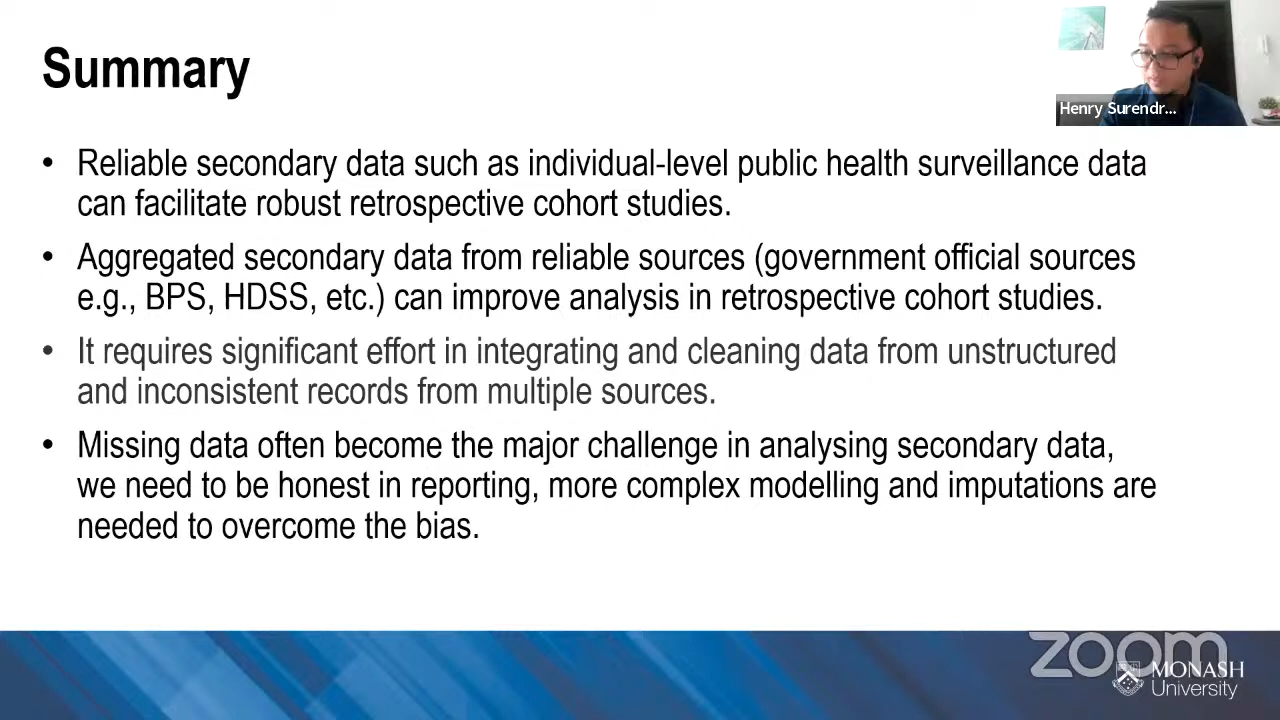 Summary
Henry Surendr...
• Reliable secondary data such as individual-level public health surveillance data
can facilitate robust retrospective cohort studies.
• Aggregated secondary data from reliable sources (government official sources
e.g., BPS, HDSS, etc.) can improve analysis in retrospective cohort studies.
• It requires significant effort in integrating and cleaning data from unstructured
and inconsistent records from multiple sources.
• Missing data often become the major challenge in analysing secondary data,
we need to be honest in reporting, more complex modelling and imputations are
needed to overcome the bias.
zoom
MONASH
University